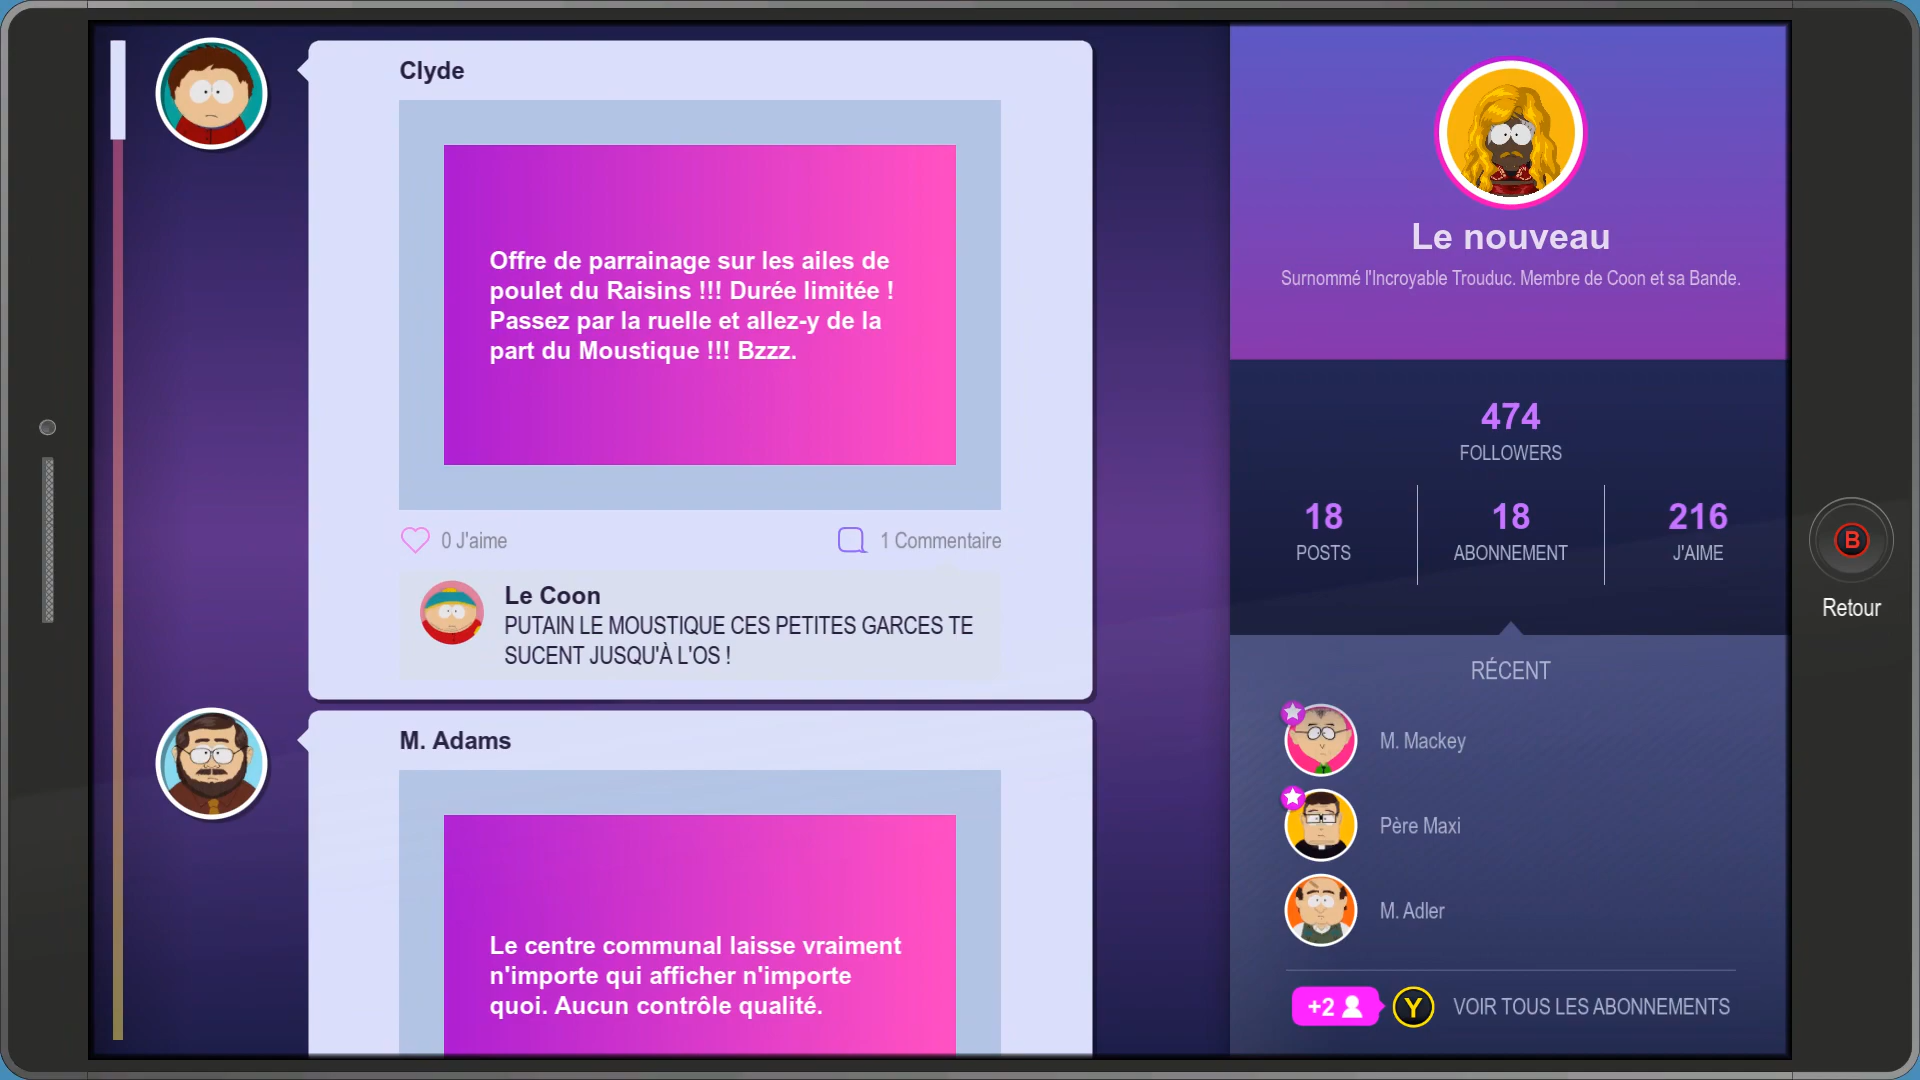 Clyde
Offre de parrainage sur les ailes de
poulet du Raisins !!! Durée limitée !
Passez par la ruelle et allez-y de la
part du Moustique !!! Bzzz.
0 J'aime
1 Commentaire
Le Coon
PUTAIN LE MOUSTIQUE CES PETITES GARCES TE
SUCENT JUSQU'À L'OS !
M. Adams
Le centre communal laisse vraiment
n'importe qui afficher n'importe
quoi. Aucun contrôle qualité.
Le nouveau
Surnommé l'Incroyable Trouduc. Membre de Coon et sa Bande.
474
FOLLOWERS
18
POSTS
18
ABONNEMENT
216
J'AIME
RÉCENT
M. Mackey
Père Maxi
M. Adler
+2
Y
VOIR TOUS LES ABONNEMENTS
B
Retour